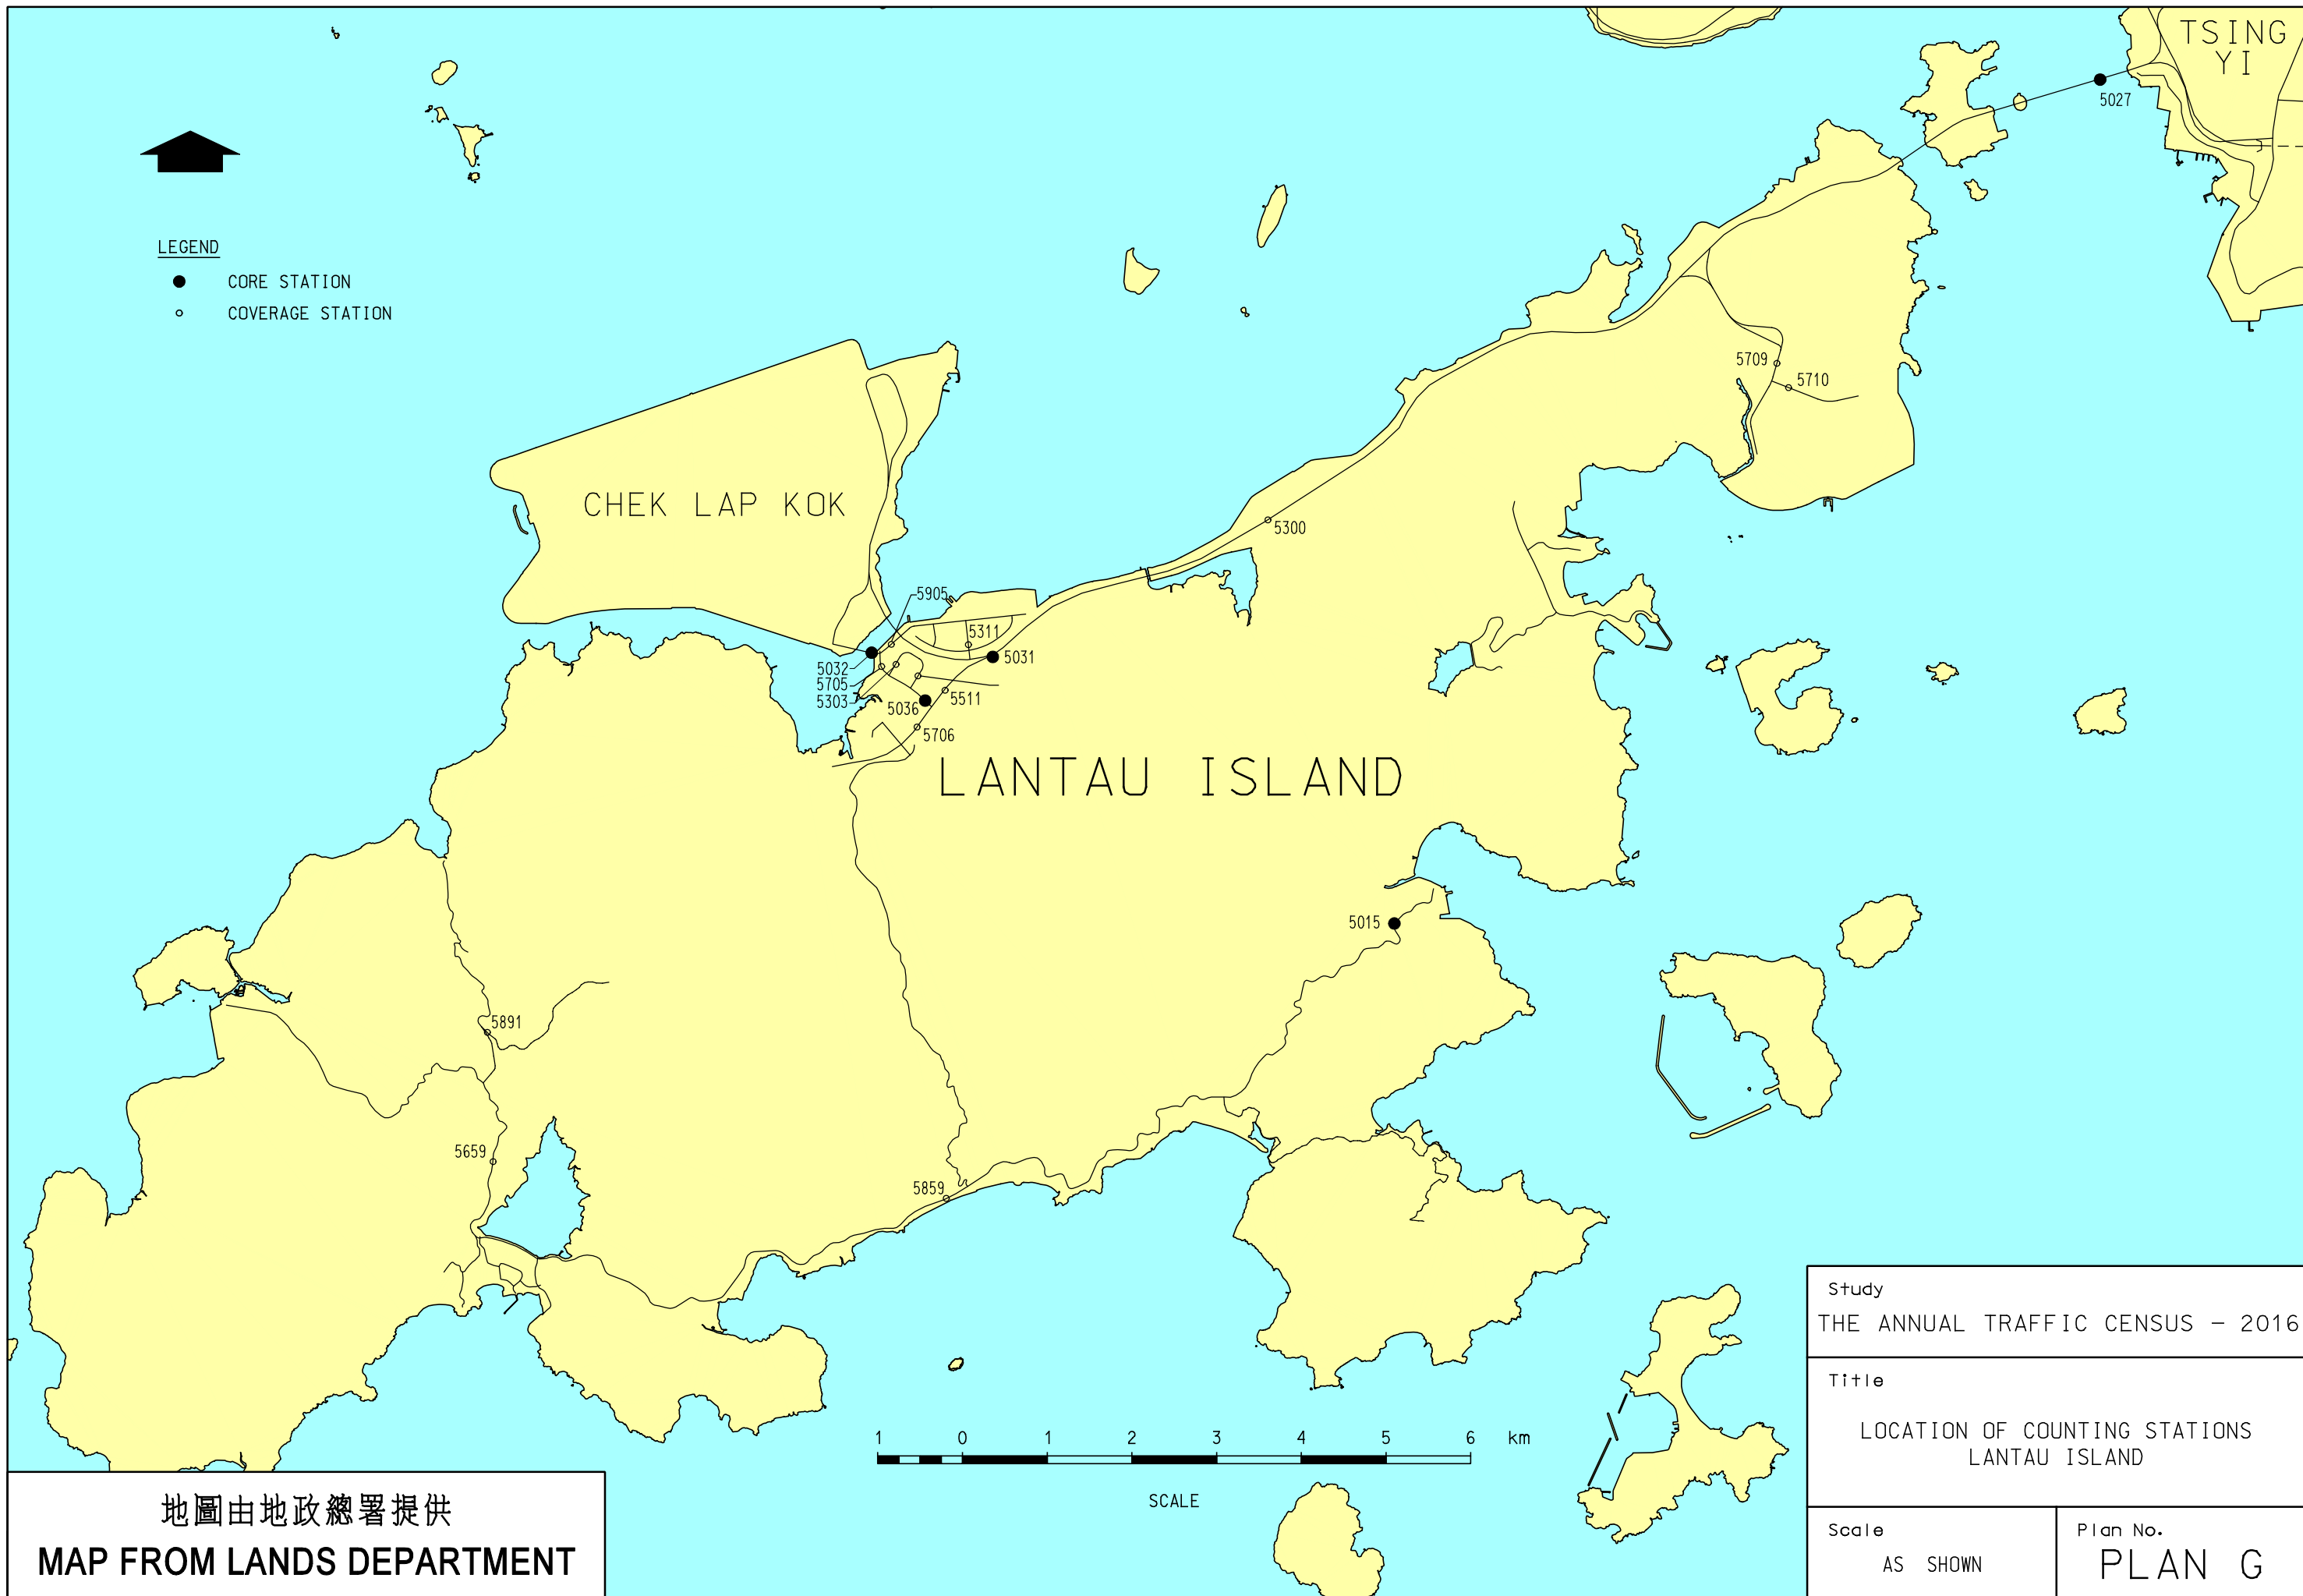 TSING
YI
5027
LEGEND
CORE STATION
COVERAGE STATION
5709
5710
CHEK LAP KOK
5300
5905
5311
5031
5032
5705
5303
5036
5511
5706
LANTAU ISLAND
5015
5891
5659
5859
1 0 1 2 3 4 5 6 km
SCALE
Study
THE ANNUAL TRAFFIC CENSUS - 2016
Title
LOCATION OF COUNTING STATIONS
LANTAU ISLAND
Scale
AS SHOWN
Plan No.
PLAN G
地圖由地政總署提供
MAP FROM LANDS DEPARTMENT